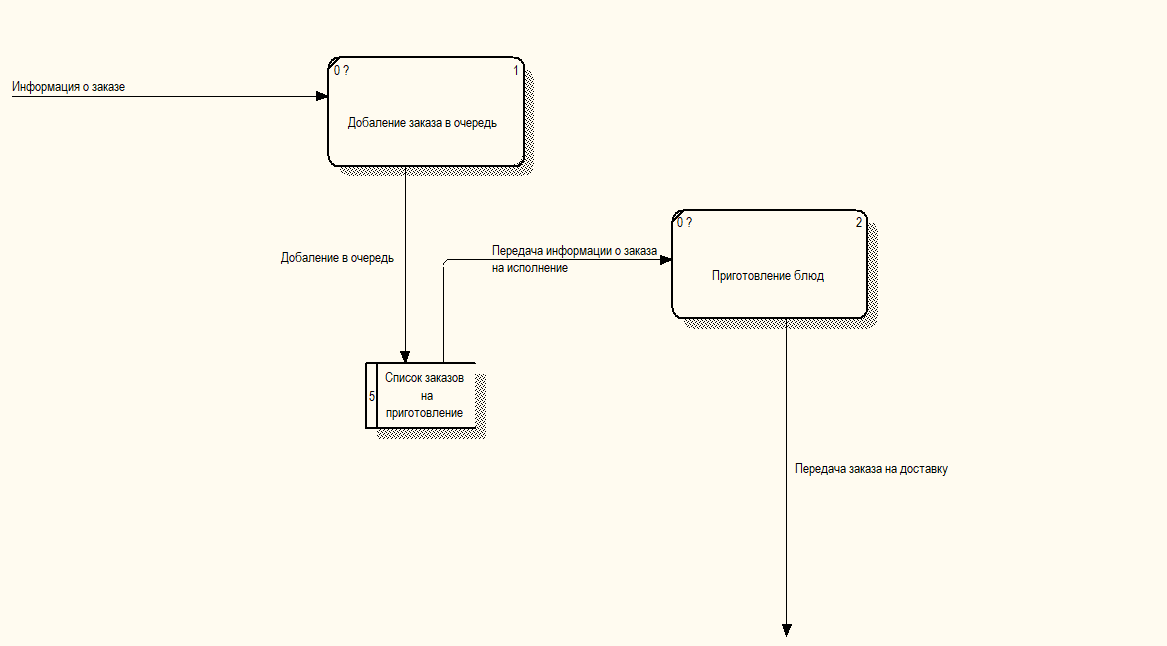 Информация о заказе
0 ?
1
Добаление заказа в очередь
0 ?
2
Приготовление блюд
Добаление в очередь
Передача информации о заказа
на исполнение
5
Список заказов
на
приготовление
Передача заказа на доставку